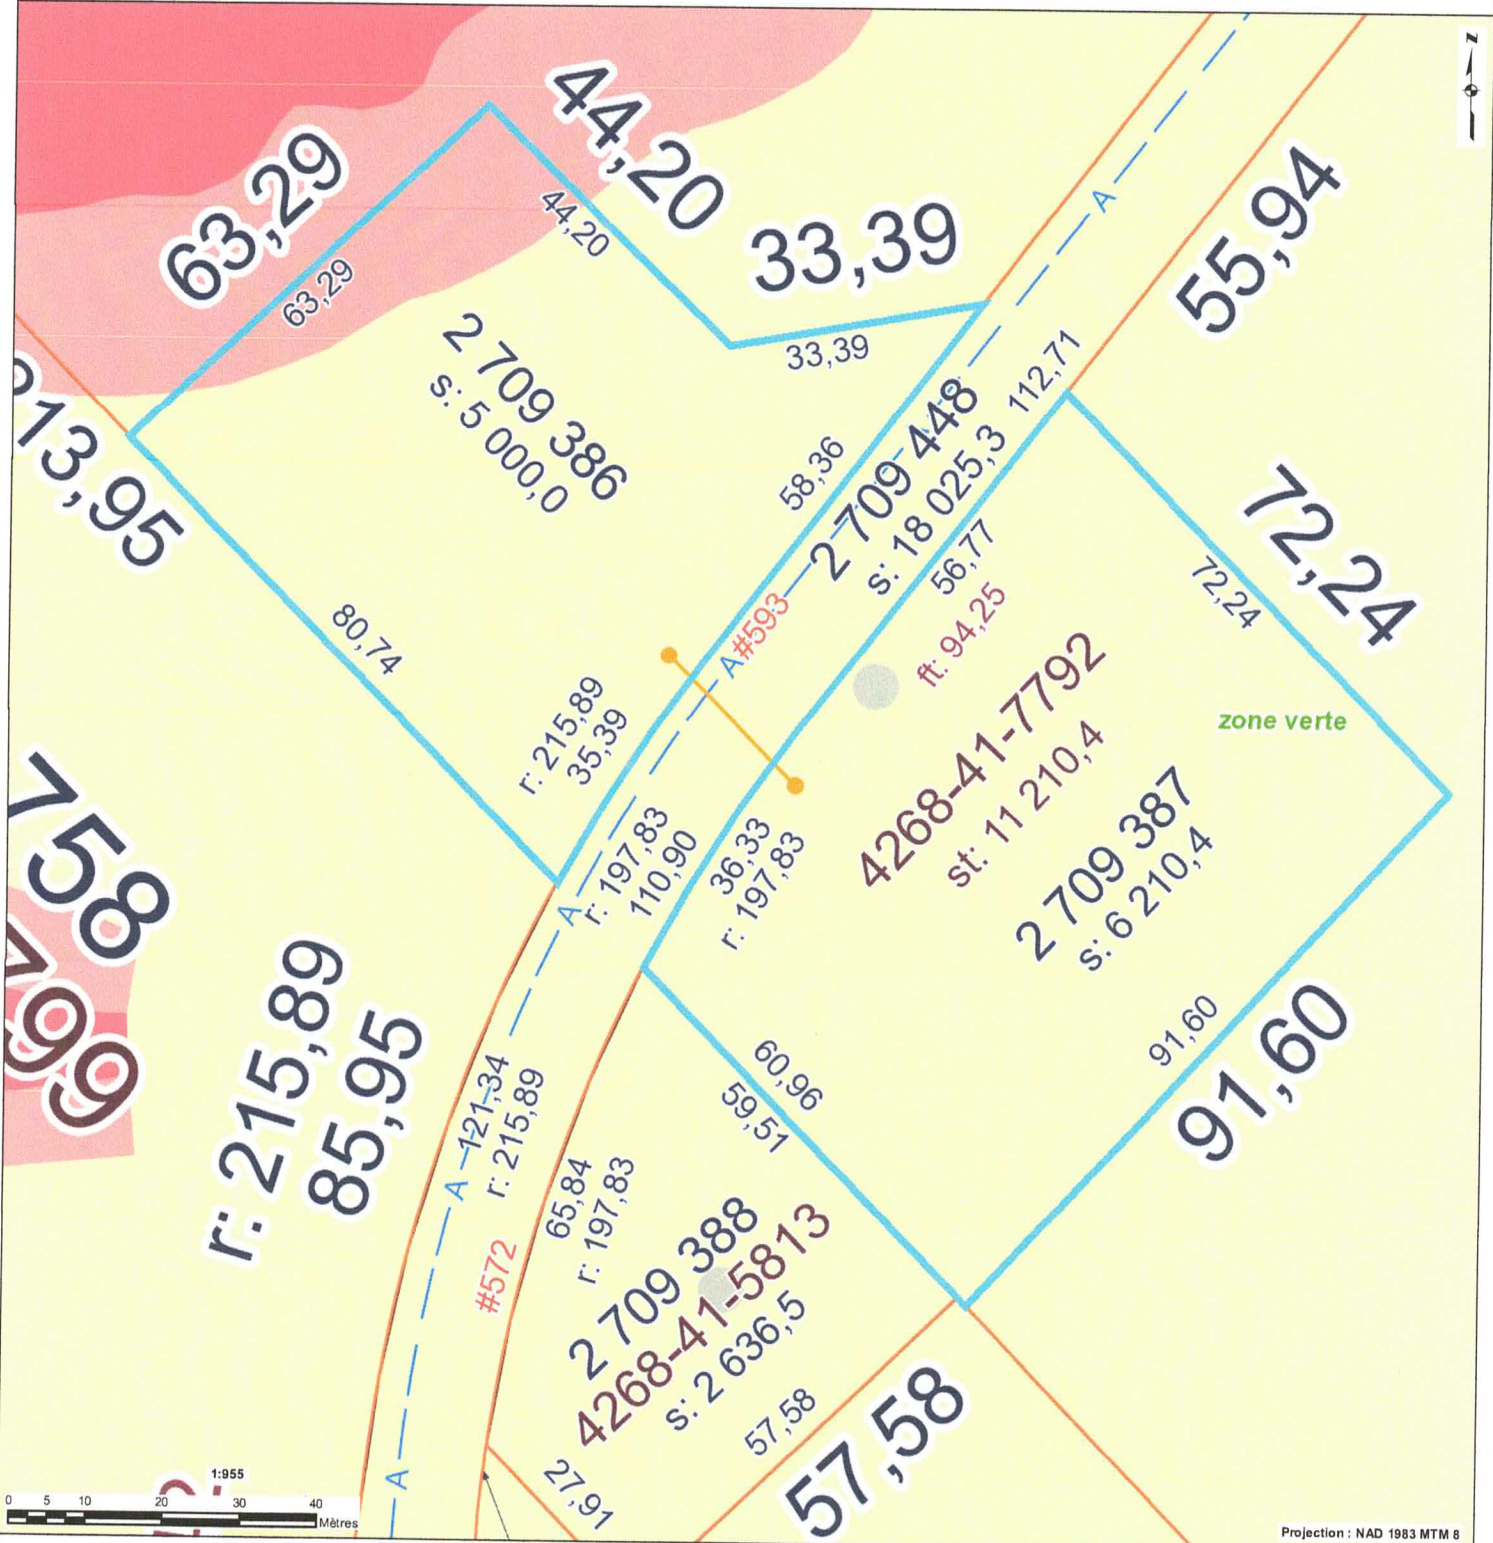 N
44,20
63,29
44,20
63,29
33,39
33,39
55,94
112,71
2 709 386
s: 5 000,0
213,95
58,36
2 709 448
s: 18 025,3
56,77
72,24
72,24
80,74
#593
A
A
ft: 94,25
4268-41-7792
st: 11 210,4
zone verte
r: 215,89
35,39
2 709 387
s: 6 210,4
r: 197,83
110,90
36,33
r: 197,83
758
799
A
r: 215,89
85,95
91,60
91,60
60,96
59,51
121,34
r: 215,89
A
65,84
r: 197,83
#572
2 709 388
4268-41-5813
s: 2 636,5
57,58
57,58
27,91
A
1:955
0 5 10 20 30 40
Mètres
Projection : NAD 1983 MTM 8